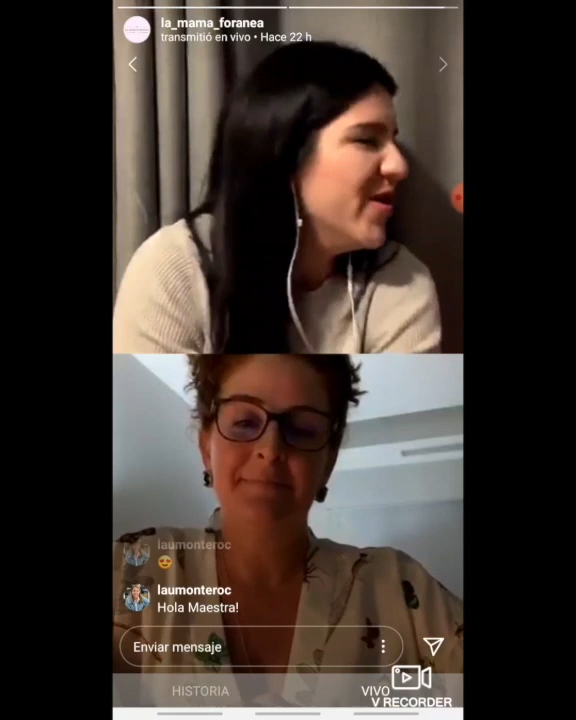 la_mama_foranea
transmitió en vivo • Hace 22 h
laumonteroc
😍
laumonteroc
Hola Maestra!
Enviar mensaje
HISTORIA
VIVO
V RECORDER